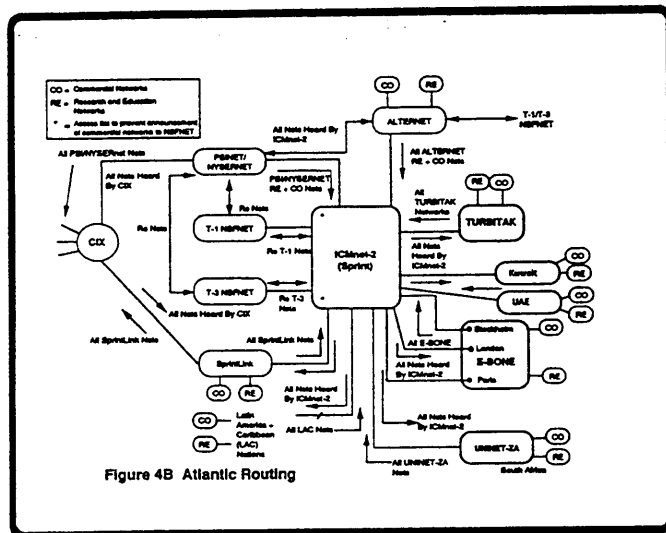 CO = Commercial Networks
RE = Research and Education
Networks
* = Access list to prevent announcement
of commercial networks to NSFNET
CO
RE
ALTERNET
T-1/T-3
NSFNET
All Nets Heard By
ICMnet-2
All PSI/NYSERnet Nets
PSINET/
NYSERNET
All Nets Heard
By CIX
PSI/NYSERNET
RE + CO Nets
All ALTERNET
RE + CO Nets
RE
CO
All
TURBITAK
Networks
TURBITAK
Re Nets
Re Nets
CIX
T-1 NSFNET
Re T-1 Nets
*
ICMnet-2
(Sprint)
*
All Nets
Heard By
ICMnet-2
Kuwait
CO
RE
T-3 NSFNET
Re T-3
Nets
UAE
CO
RE
All Nets Heard By CIX
All SprintLink Nets
All SprintLink Nets
SprintLink
CO
RE
Stockholm
London
E-BONE
Paris
CO
RE
All E-BONE
All Nets Heard
By ICMnet-2
All Nets Heard
By ICMnet-2
All Nets Heard
By ICMnet-2
CO
RE
Latin
America +
Caribbean
(LAC)
Nations
All LAC Nets
All UNINET-ZA
Nets
UNINET-ZA
CO
RE
South Africa
Figure 4B Atlantic Routing